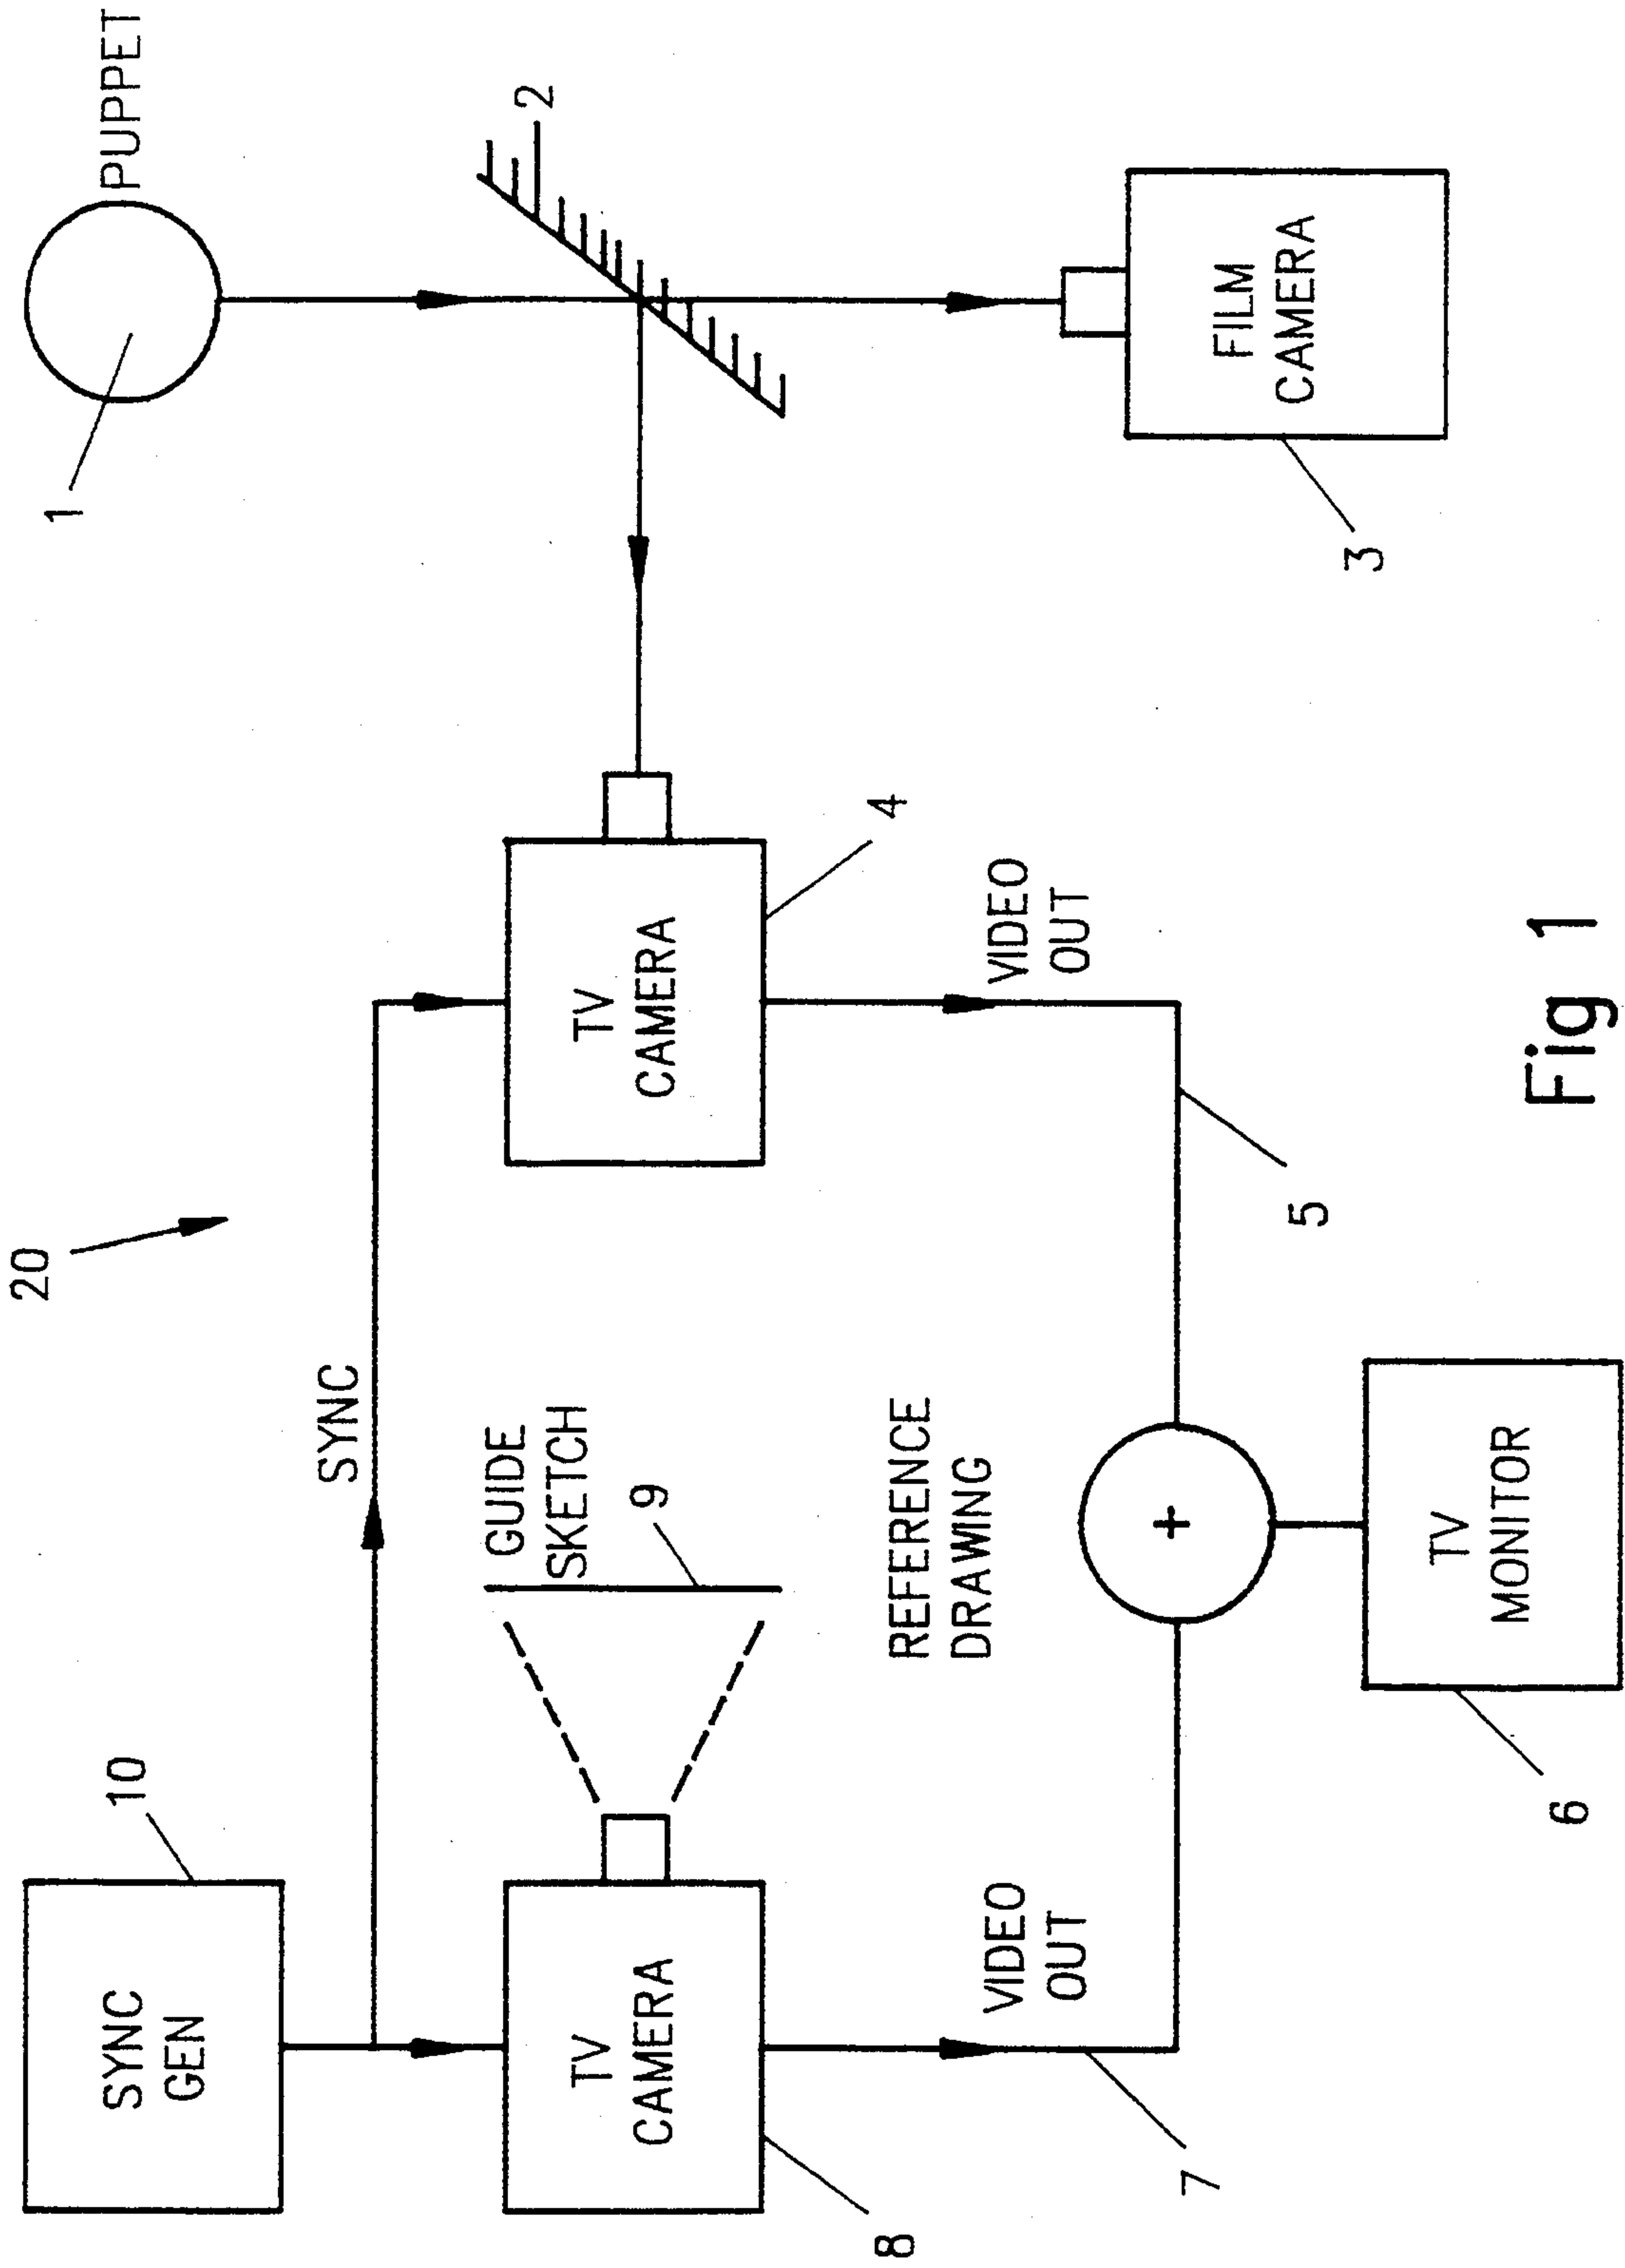 20
SYNC
GEN
10
SYNC
1
PUPPET
GUIDE
SKETCH
9
TV
CAMERA
8
TV
CAMERA
4
2
REFERENCE
DRAWING
VIDEO
OUT
7
VIDEO
OUT
5
+
TV
MONITOR
6
FILM
CAMERA
3
Fig 1